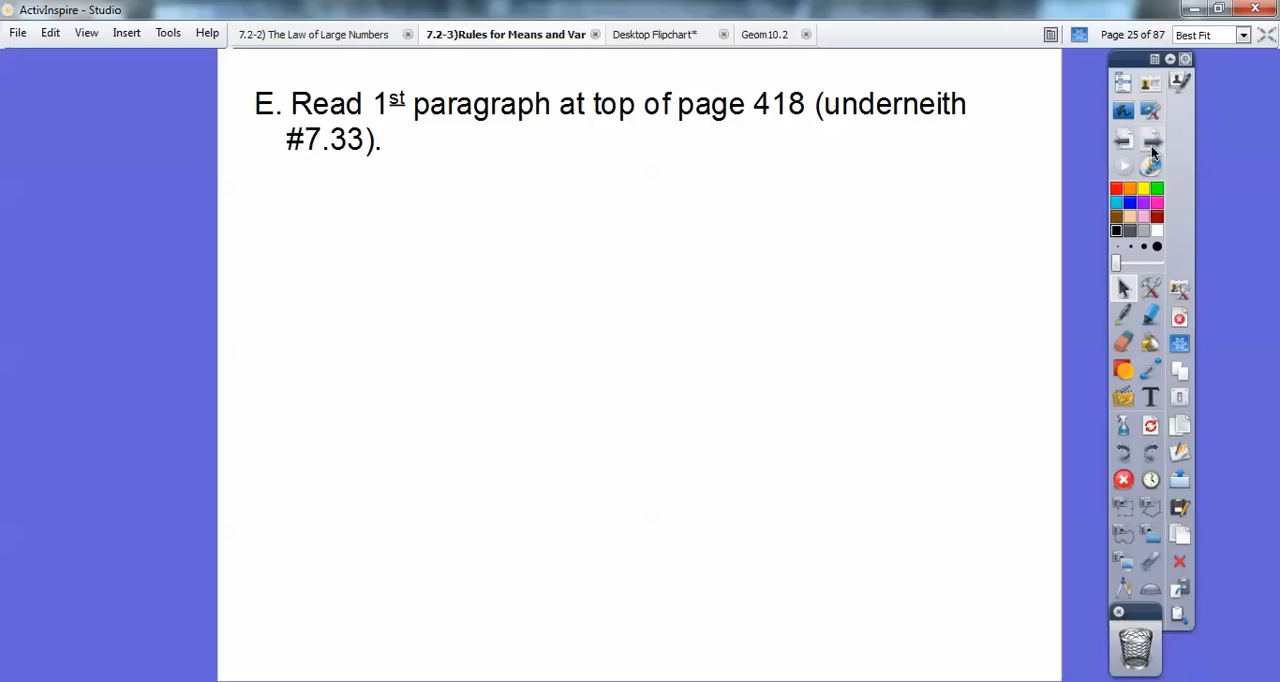 ActivInspire - Studio
File Edit View Insert Tools Help
7.2-2) The Law of Large Numbers
7.2-3)Rules for Means and Var
Desktop Flipchart*
Geom10.2
Page 25 of 87
Best Fit
E. Read 1st paragraph at top of page 418 (underneith
#7.33).
T